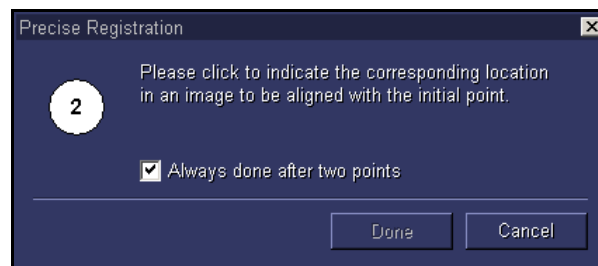 Precise Registration
Please click to indicate the corresponding location
in an image to be aligned with the initial point.
2
Always done after two points
Done
Cancel